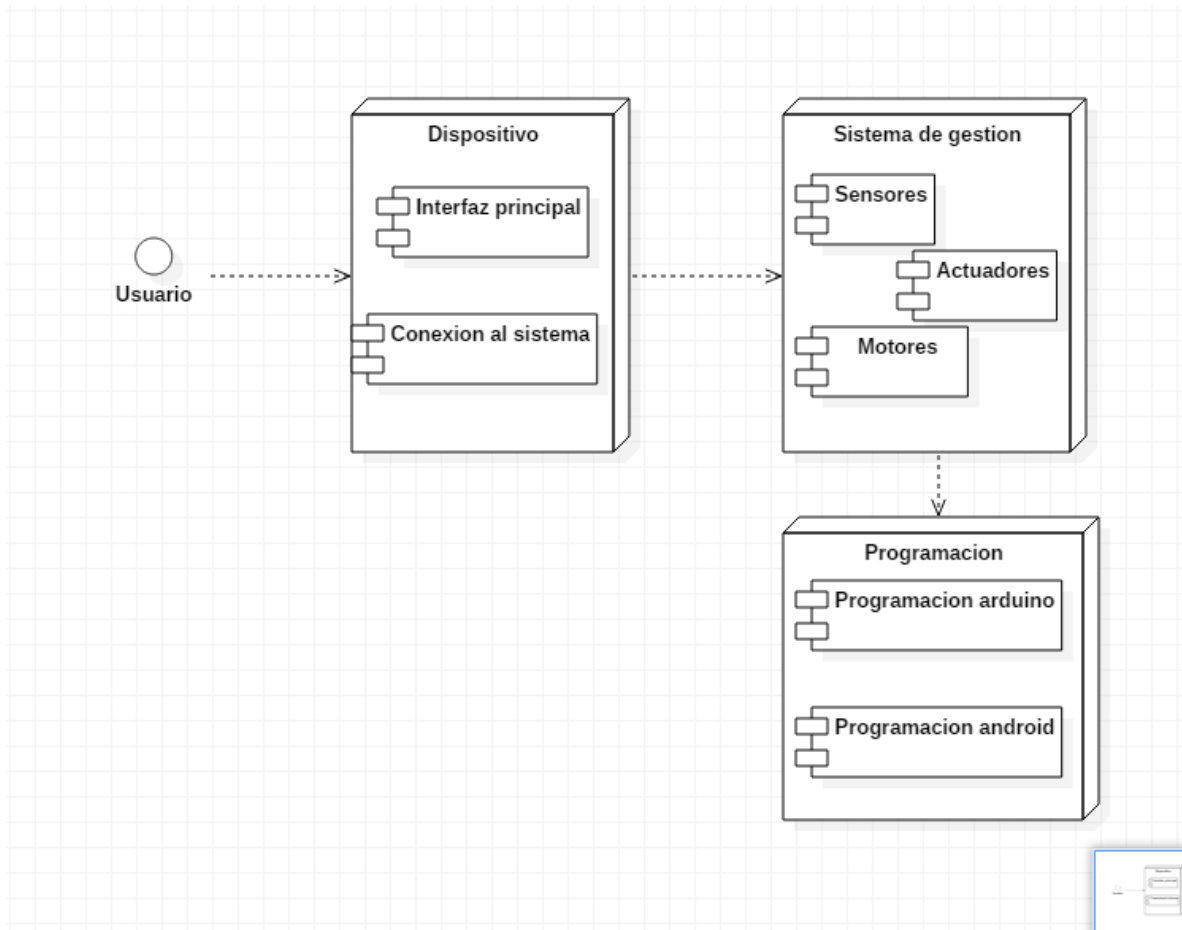 Dispositivo
Sistema de gestion
Interfaz principal
Sensores
Actuadores
Usuario
Conexion al sistema
Motores
Programacion
Programacion arduino
Programacion android